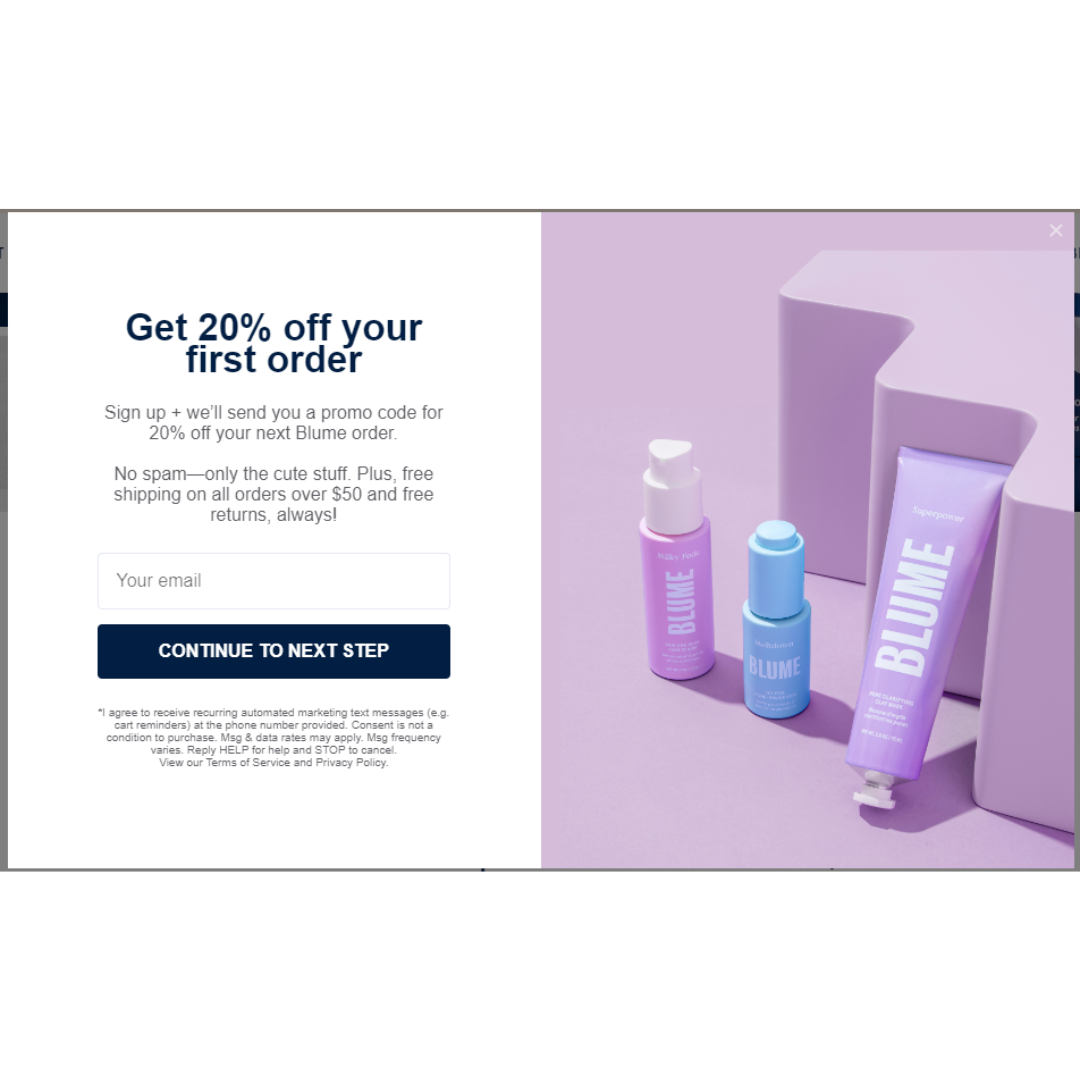 Get 20% off your
first order
Sign up + we'll send you a promo code for
20% off your next Blume order.
No spam—only the cute stuff. Plus, free
shipping on all orders over $50 and free
returns, always!
Your email
CONTINUE TO NEXT STEP
*I agree to receive recurring automated marketing text messages (e.g.
cart reminders) at the phone number provided. Consent is not a
condition to purchase. Msg & data rates may apply. Msg frequency
varies. Reply HELP for help and STOP to cancel.
View our Terms of Service and Privacy Policy.
BLUME
Meltdown
BLUME
Superpower
BLUME
PORE CLARIFYING
CLAY MASK